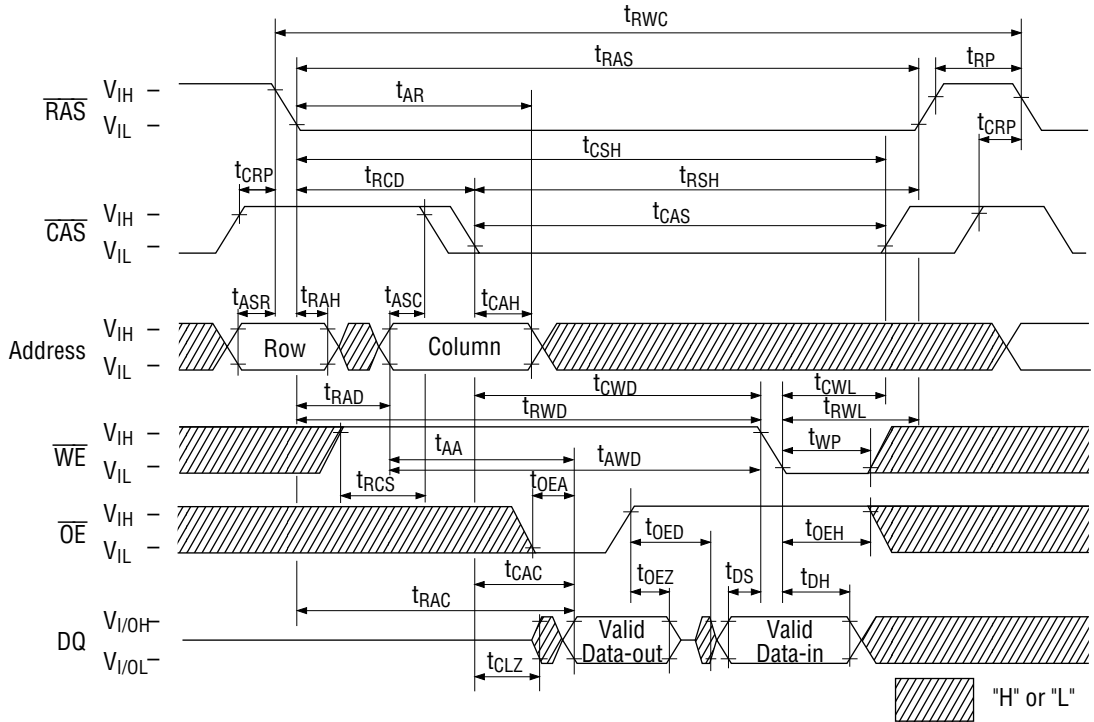 tRWC
tRAS
tRP
tAR
RAS
VIH
VIL
tCRP
tCSH
tCRP
tRCD
tRSH
CAS
VIH
VIL
tCAS
tASR
tRAH
tASC
tCAH
Address
VIH
VIL
Row
Column
tRAD
tCWD
tCWL
tRWD
tRWL
WE
VIH
VIL
tAA
tAWD
tWP
tRCS
tOEA
OE
VIH
VIL
tOED
tOEH
tCAC
tOEZ
tDS
tDH
tRAC
DQ
VI/OH
VI/OL
Valid
Data-out
Valid
Data-in
tCLZ
"H" or "L"